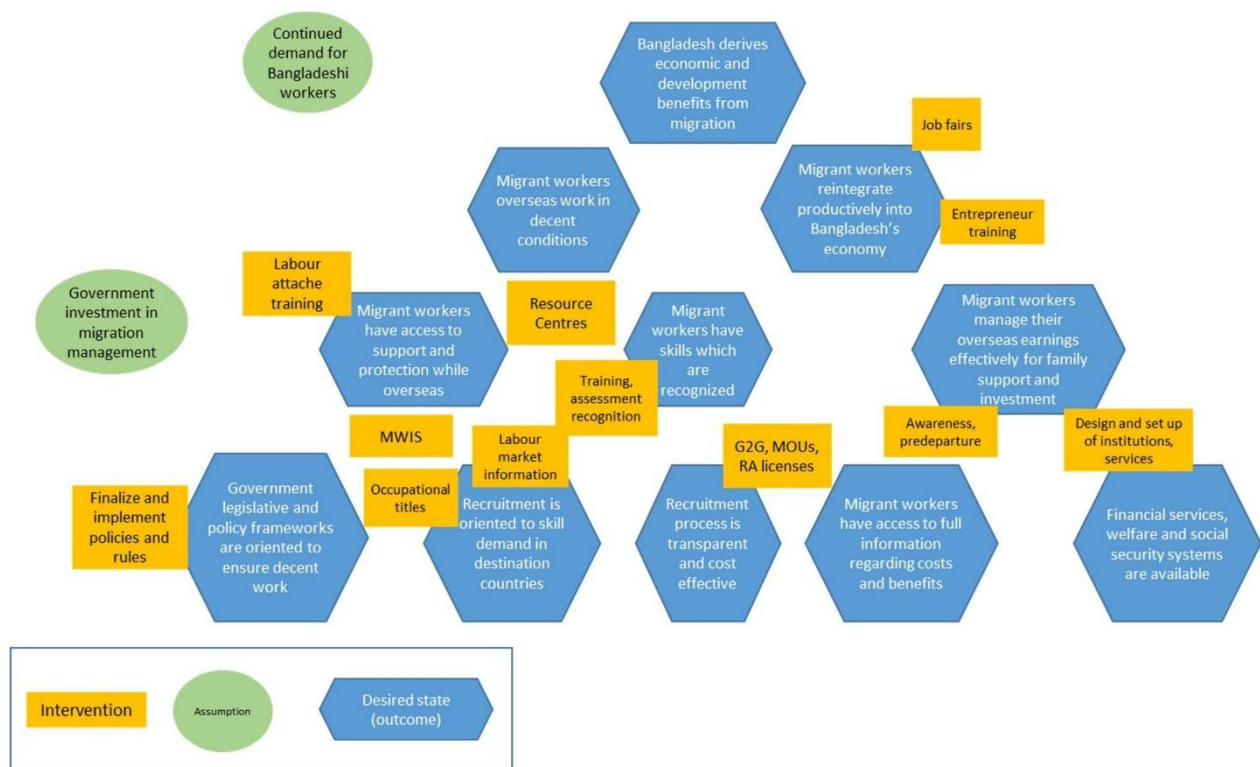 Continued
demand for
Bangladeshi
workers
Bangladesh derives
economic and
development
benefits from
migration
Job fairs
Migrant workers
overseas work in
decent
conditions
Migrant workers
reintegrate
productively into
Bangladesh's
economy
Entrepreneur
training
Labour
attache
training
Government
investment in
migration
management
Migrant workers
have access to
support and
protection while
overseas
Resource
Centres
Migrant
workers have
skills which
are
recognized
Migrant workers
manage their
overseas earnings
effectively for family
support and
investment
Training,
assessment
recognition
MWIS
Labour
market
information
G2G, MOUs,
RA licenses
Awareness,
predeparture
Design and set up
of institutions,
services
Finalize and
implement
policies and
rules
Government
legislative and
policy frameworks
are oriented to
ensure decent
work
Occupational
titles
Recruitment is
oriented to skill
demand in
destination
countries
Recruitment
process is
transparent
and cost
effective
Migrant workers
have access to full
information
regarding costs
and benefits
Financial services,
welfare and social
security systems
are available
Intervention
Assumption
Desired state
(outcome)